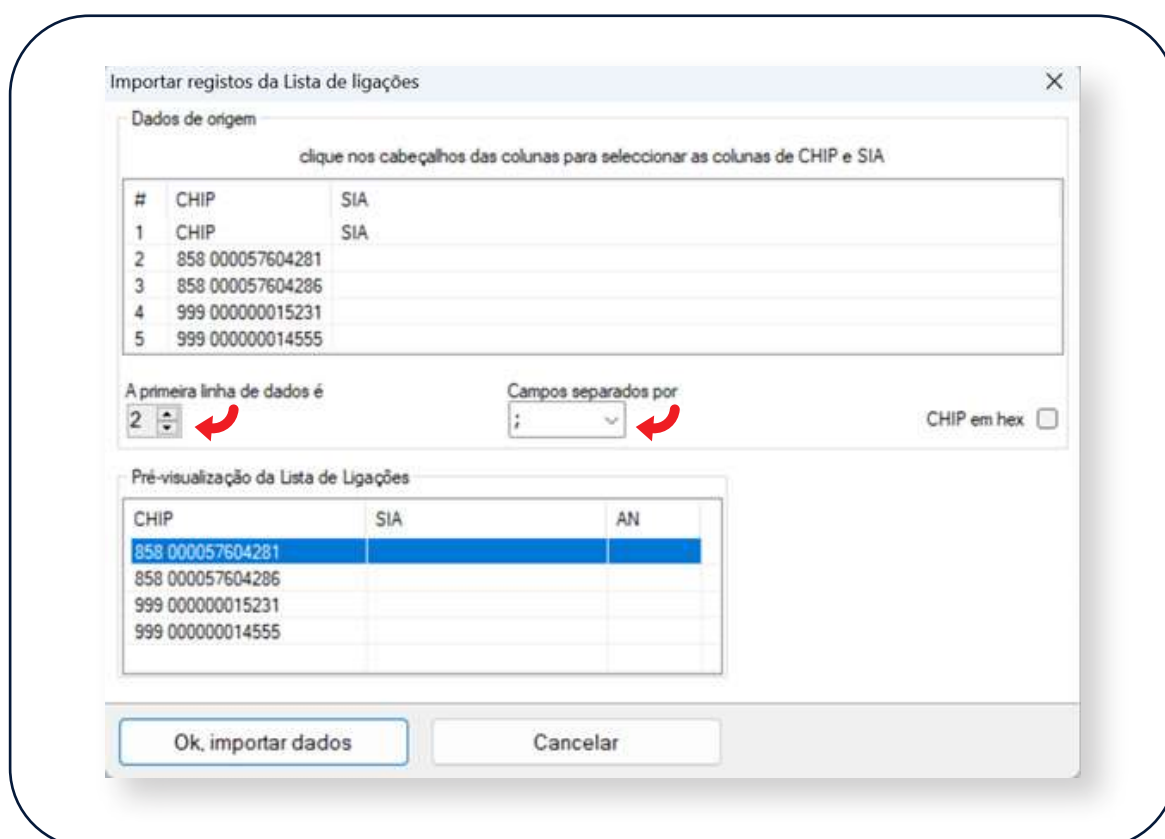 Importar registos da Lista de ligações
Dados de origem
clique nos cabeçalhos das colunas para seleccionar as colunas de CHIP e SIA
# CHIP SIA
1 CHIP SIA
2 858 000057604281
3 858 000057604286
4 999 000000015231
5 999 000000014555
A primeira linha de dados é Campos separados por
2 ; CHIP em hex
Pré-visualização da Lista de Ligações
CHIP SIA AN
858 000057604281
858 000057604286
999 000000015231
999 000000014555
Ok, importar dados Cancelar